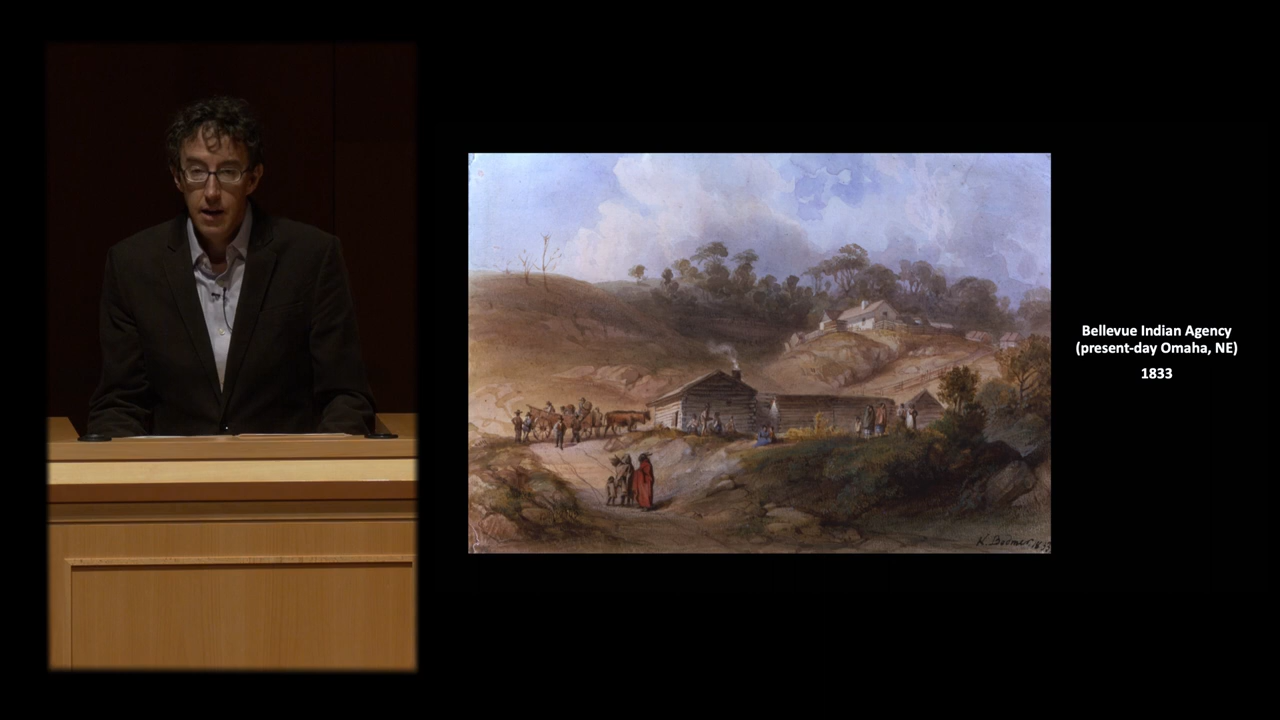 Bellevue Indian Agency
(present-day Omaha, NE)
1833
K. Bodmer